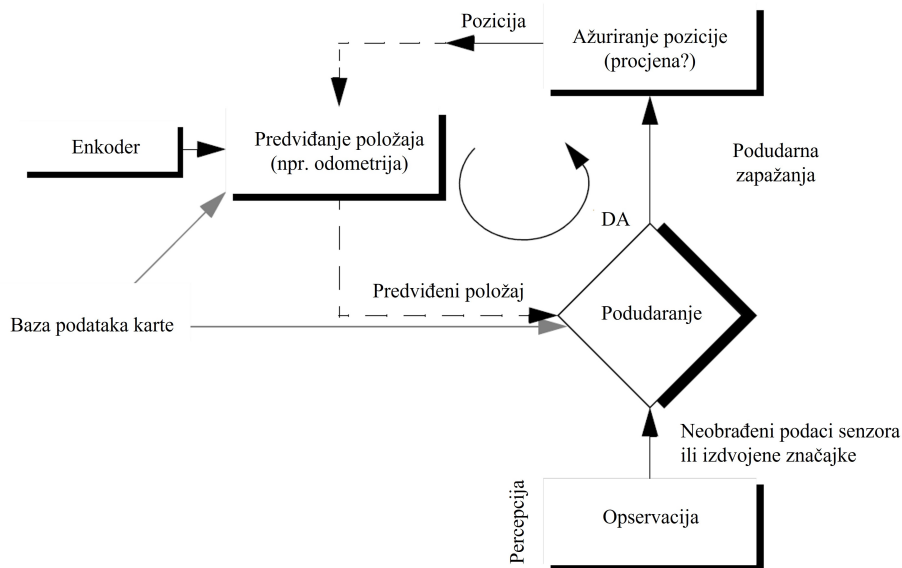 Pozicija
Ažuriranje pozicije
(procjena?)
Enkoder
Predviđanje položaja
(npr. odometrija)
Podudarna
zapažanja
DA
Predviđeni položaj
Baza podataka karte
Podudaranje
Neobrađeni podaci senzora
ili izdvojene značajke
Percepcija
Opservacija